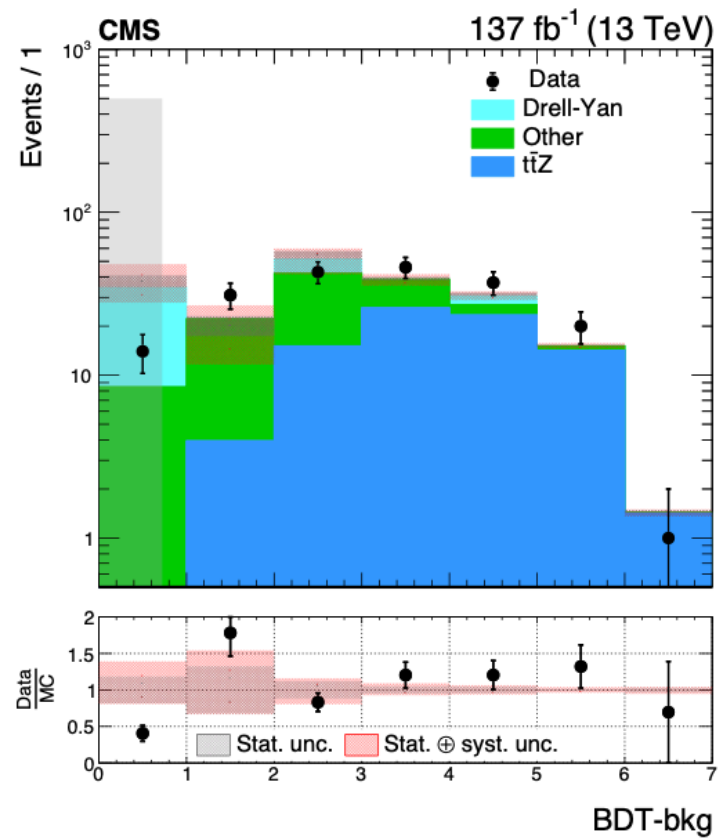 CMS 137 fb⁻¹ (13 TeV)
Events / 1
10³
10²
10
1
Data
Drell-Yan
Other
tt̄Z
Data
MC
2
1.5
1
0.5
0
Stat. unc. Stat. ⊕ syst. unc.
0 1 2 3 4 5 6 7
BDT-bkg